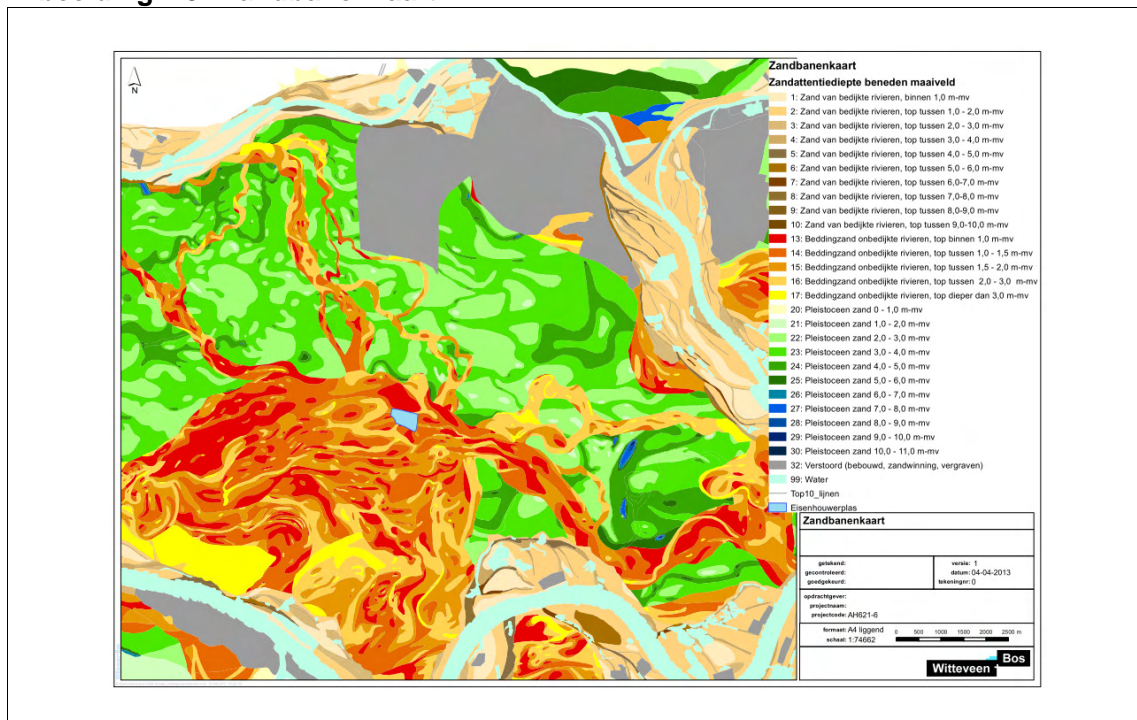 N
Zandbanenkaart
Zandattentiediepte beneden maaiveld
1: Zand van bedijkte rivieren, binnen 1,0 m-mv
2: Zand van bedijkte rivieren, top tussen 1,0 - 2,0 m-mv
3: Zand van bedijkte rivieren, top tussen 2,0 - 3,0 m-mv
4: Zand van bedijkte rivieren, top tussen 3,0 - 4,0 m-mv
5: Zand van bedijkte rivieren, top tussen 4,0 - 5,0 m-mv
6: Zand van bedijkte rivieren, top tussen 5,0 - 6,0 m-mv
7: Zand van bedijkte rivieren, top tussen 6,0-7,0 m-mv
8: Zand van bedijkte rivieren, top tussen 7,0-8,0 m-mv
9: Zand van bedijkte rivieren, top tussen 8,0-9,0 m-mv
10: Zand van bedijkte rivieren, top tussen 9,0-10,0 m-mv
13: Beddingzand onbedijkte rivieren, top binnen 1,0 m-mv
14: Beddingzand onbedijkte rivieren, top tussen 1,0 - 1,5 m-mv
15: Beddingzand onbedijkte rivieren, top tussen 1,5 - 2,0 m-mv
16: Beddingzand onbedijkte rivieren, top tussen 2,0 - 3,0 m-mv
17: Beddingzand onbedijkte rivieren, top dieper dan 3,0 m-mv
20: Pleistoceen zand 0 - 1,0 m-mv
21: Pleistoceen zand 1,0 - 2,0 m-mv
22: Pleistoceen zand 2,0 - 3,0 m-mv
23: Pleistoceen zand 3,0 - 4,0 m-mv
24: Pleistoceen zand 4,0 - 5,0 m-mv
25: Pleistoceen zand 5,0 - 6,0 m-mv
26: Pleistoceen zand 6,0 - 7,0 m-mv
27: Pleistoceen zand 7,0 - 8,0 m-mv
28: Pleistoceen zand 8,0 - 9,0 m-mv
29: Pleistoceen zand 9,0 - 10,0 m-mv
30: Pleistoceen zand 10,0 - 11,0 m-mv
32: Verstoord (bebouwd, zandwinning, vergraven)
99: Water
Top10_lijnen
Eisenhouwerplas
Zandbanenkaart
getekend:
gecontroleerd:
goedgekeurd:
versie: 1
datum: 04-04-2013
tekeningnr: 0
opdrachtgever:
projectnaam:
projectcode: AH621-6
formaat: A4 liggend
schaal: 1:74662
0 500 1000 1500 2000 2500 m
Witteveen + Bos